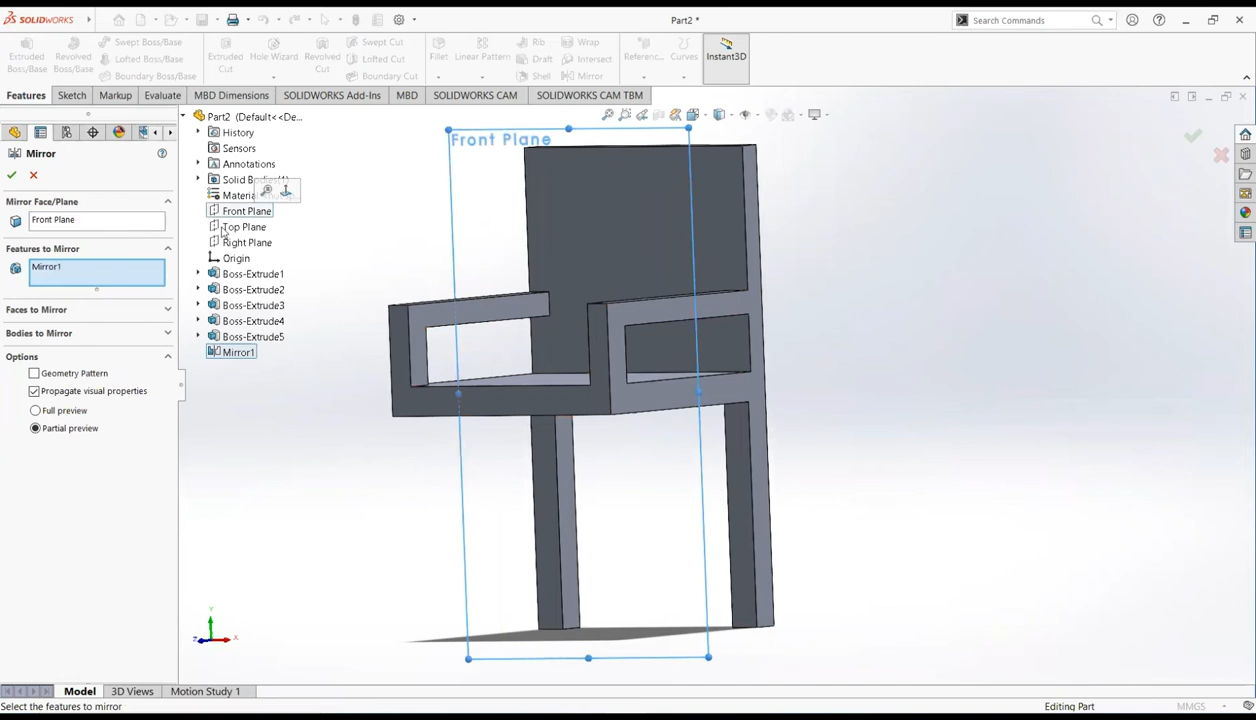 SOLIDWORKS
Part2 *
Search Commands
Extruded Boss/Base
Revolved Boss/Base
Swept Boss/Base
Lofted Boss/Base
Boundary Boss/Base
Extruded Cut
Hole Wizard
Revolved Cut
Swept Cut
Lofted Cut
Boundary Cut
Fillet
Linear Pattern
Rib
Draft
Shell
Wrap
Intersect
Mirror
Referenc...
Curves
Instant3D
Features
Sketch
Markup
Evaluate
MBD Dimensions
SOLIDWORKS Add-Ins
MBD
SOLIDWORKS CAM
SOLIDWORKS CAM TBM
Mirror
Mirror Face/Plane
Front Plane
Features to Mirror
Mirror1
Faces to Mirror
Bodies to Mirror
Options
Geometry Pattern
Propagate visual properties
Full preview
Partial preview
Part2 (Default<<De...
History
Sensors
Annotations
Solid Bodies(1)
Front Plane
Top Plane
Right Plane
Origin
Boss-Extrude1
Boss-Extrude2
Boss-Extrude3
Boss-Extrude4
Boss-Extrude5
Mirror1
Front Plane
Y
Z
X
Model
3D Views
Motion Study 1
Select the features to mirror
Editing Part
MMGS